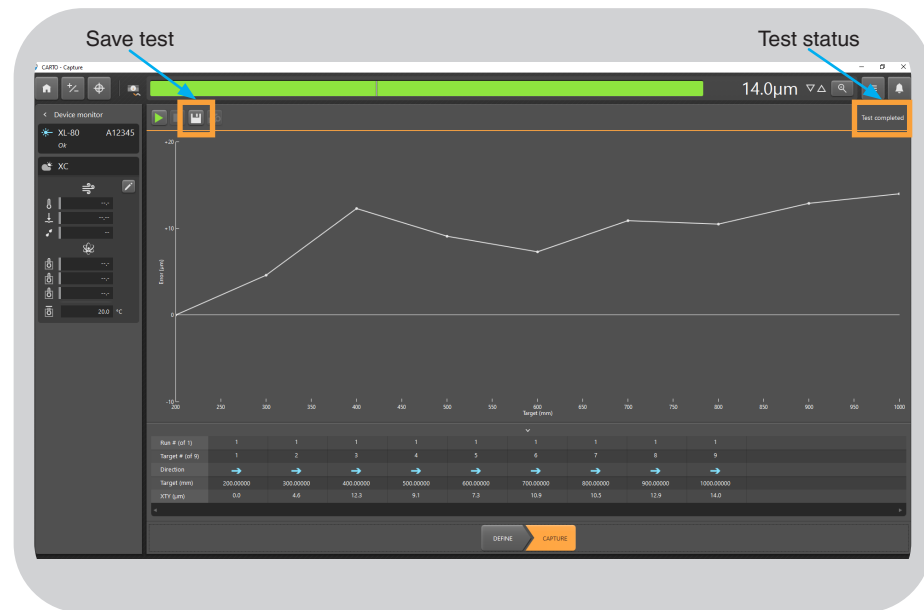 Save test
Test status
CARTO - Capture
14.0µm
Device monitor
Test completed
XL-80 A12345
Ok
XC
--.-
--.--
--
--.-
--.-
--.-
20.0 °C
+20
+10
0
-10
Error (µm)
200 250 300 350 400 450 500 550 600 650 700 750 800 850 900 950 1000
Target (mm)
Run # (of 1) 1 1 1 1 1 1 1 1 1
Target # (of 9) 1 2 3 4 5 6 7 8 9
Direction
Target (mm) 200.00000 300.00000 400.00000 500.00000 600.00000 700.00000 800.00000 900.00000 1000.00000
XTY (µm) 0.0 4.6 12.3 9.1 7.3 10.9 10.5 12.9 14.0
DEFINE CAPTURE